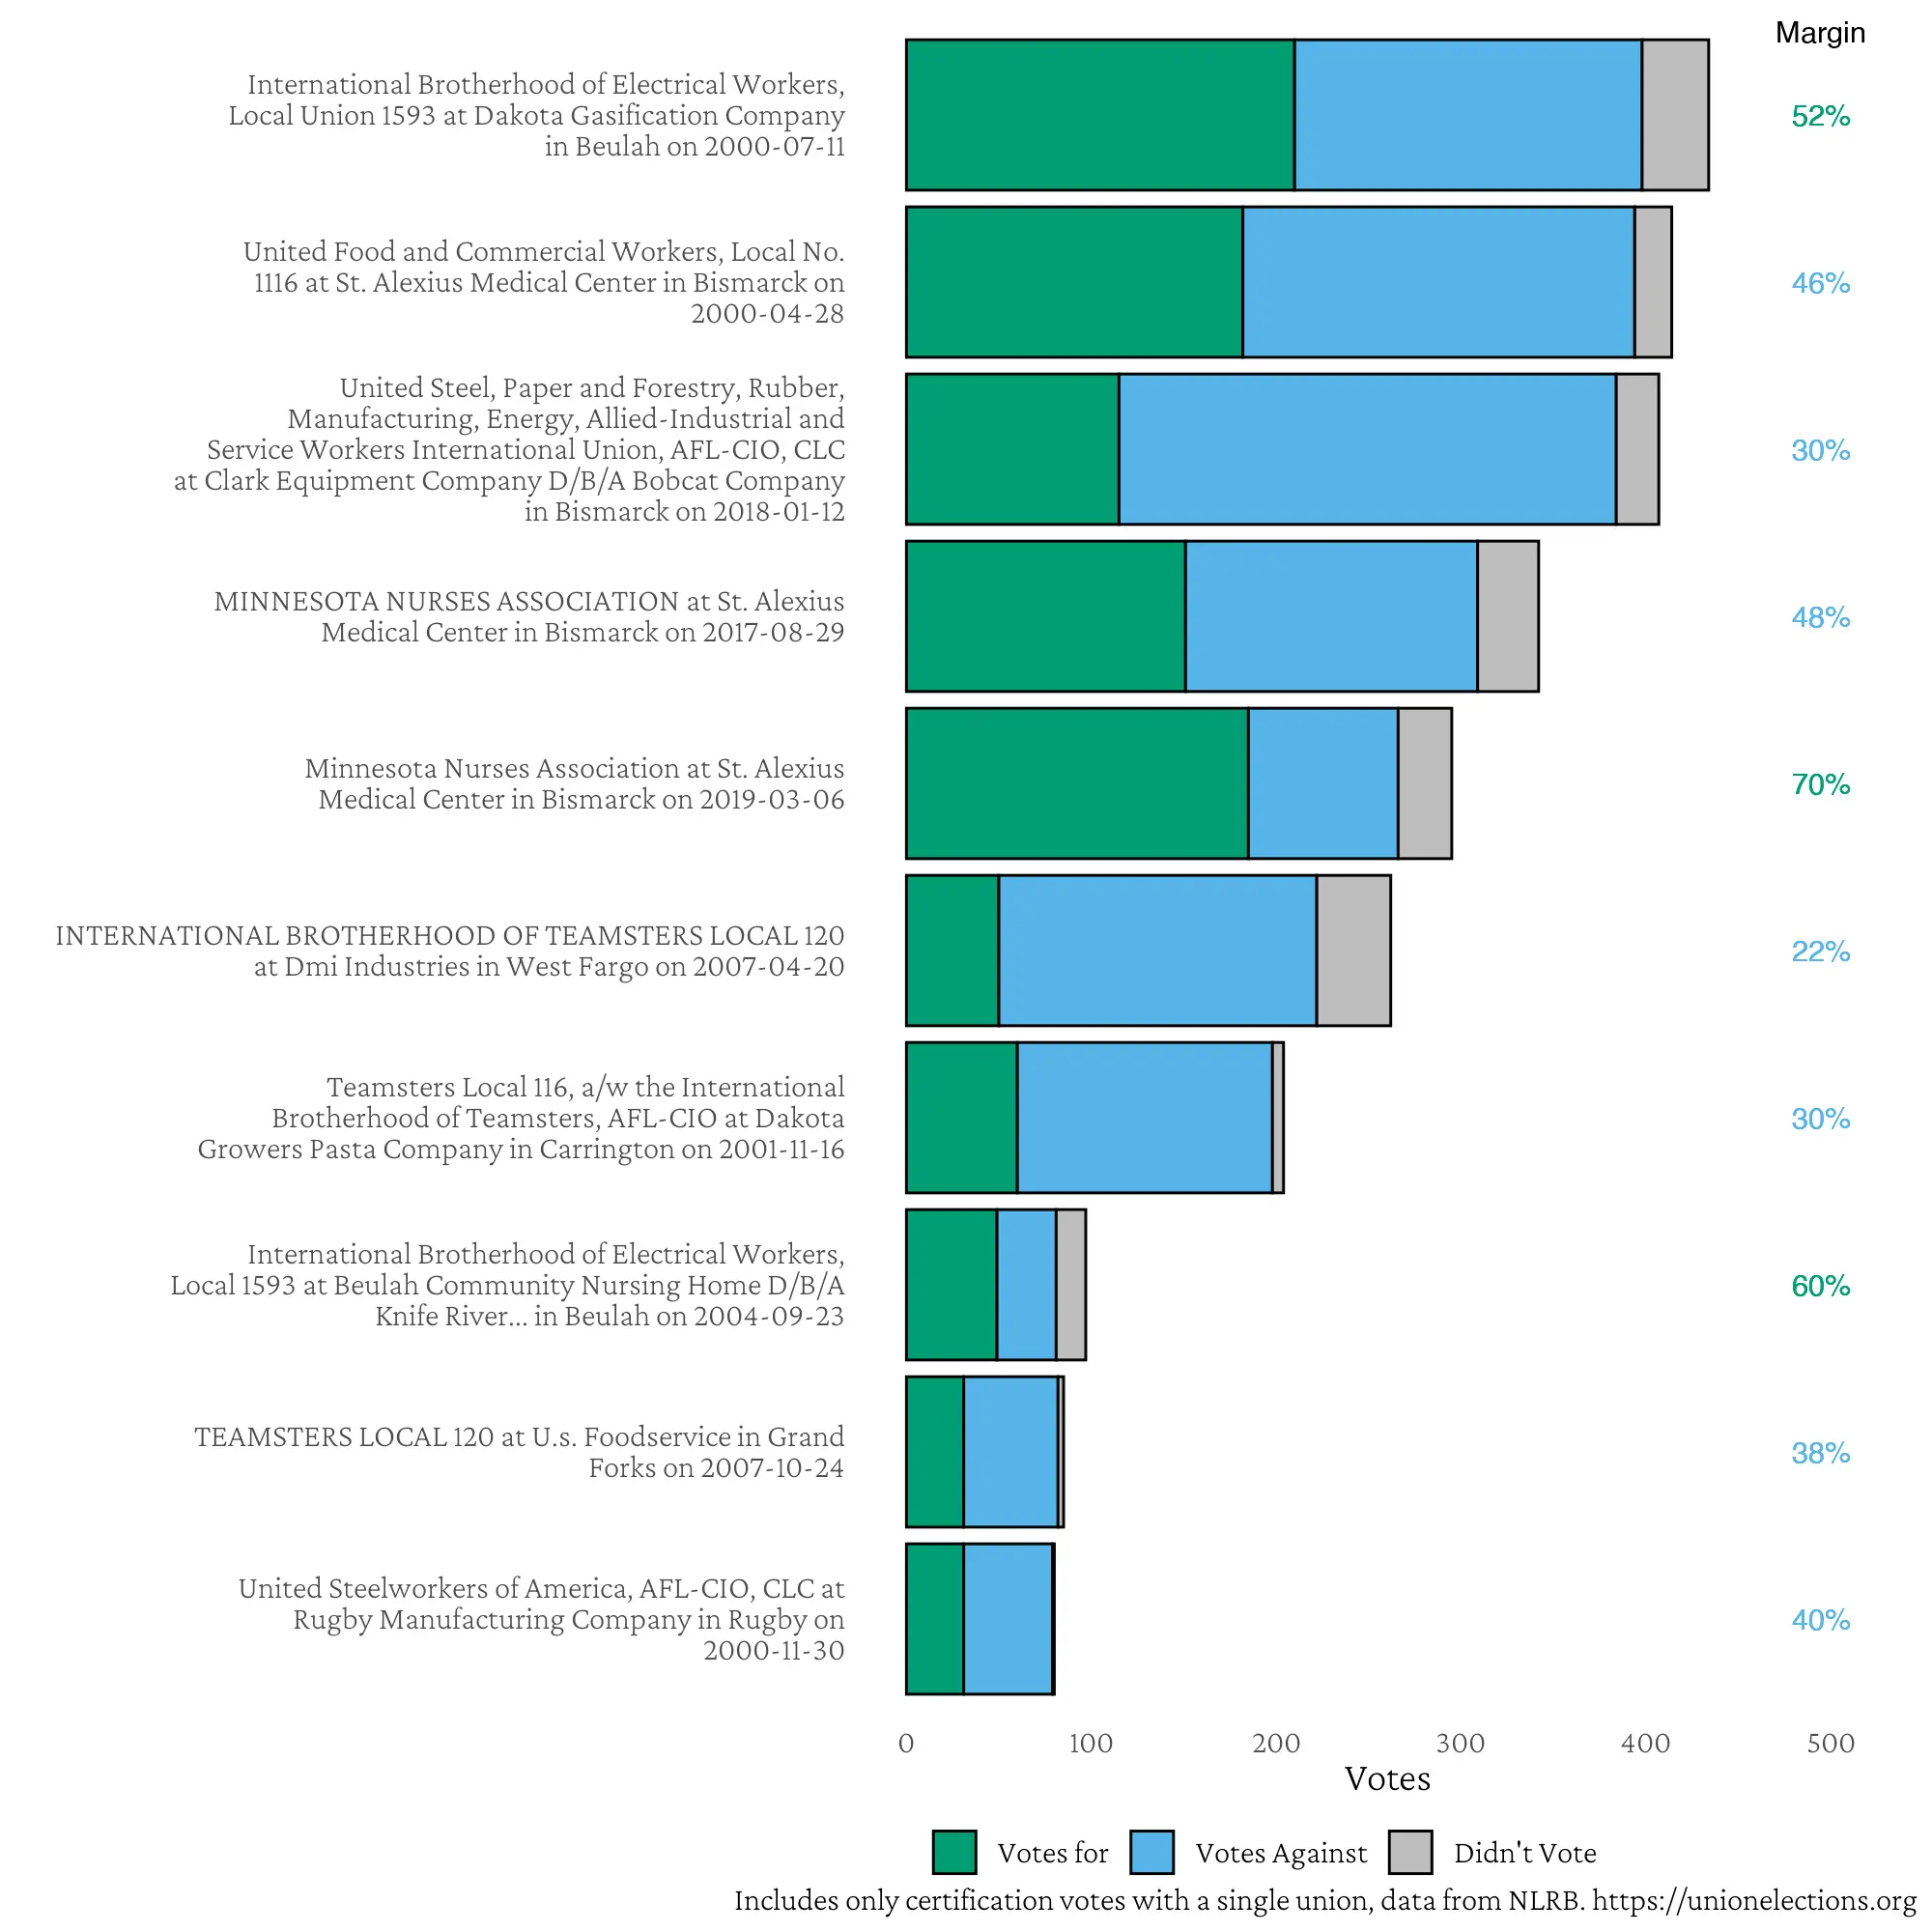 Margin
International Brotherhood of Electrical Workers,
Local Union 1593 at Dakota Gasification Company
in Beulah on 2000-07-11
52%
United Food and Commercial Workers, Local No.
1116 at St. Alexius Medical Center in Bismarck on
2000-04-28
46%
United Steel, Paper and Forestry, Rubber,
Manufacturing, Energy, Allied-Industrial and
Service Workers International Union, AFL-CIO, CLC
at Clark Equipment Company D/B/A Bobcat Company
in Bismarck on 2018-01-12
30%
MINNESOTA NURSES ASSOCIATION at St. Alexius
Medical Center in Bismarck on 2017-08-29
48%
Minnesota Nurses Association at St. Alexius
Medical Center in Bismarck on 2019-03-06
70%
INTERNATIONAL BROTHERHOOD OF TEAMSTERS LOCAL 120
at Dmi Industries in West Fargo on 2007-04-20
22%
Teamsters Local 116, a/w the International
Brotherhood of Teamsters, AFL-CIO at Dakota
Growers Pasta Company in Carrington on 2001-11-16
30%
International Brotherhood of Electrical Workers,
Local 1593 at Beulah Community Nursing Home D/B/A
Knife River... in Beulah on 2004-09-23
60%
TEAMSTERS LOCAL 120 at U.s. Foodservice in Grand
Forks on 2007-10-24
38%
United Steelworkers of America, AFL-CIO, CLC at
Rugby Manufacturing Company in Rugby on
2000-11-30
40%
0 100 200 300 400 500
Votes
Votes for Votes Against Didn't Vote
Includes only certification votes with a single union, data from NLRB. https://unionelections.org